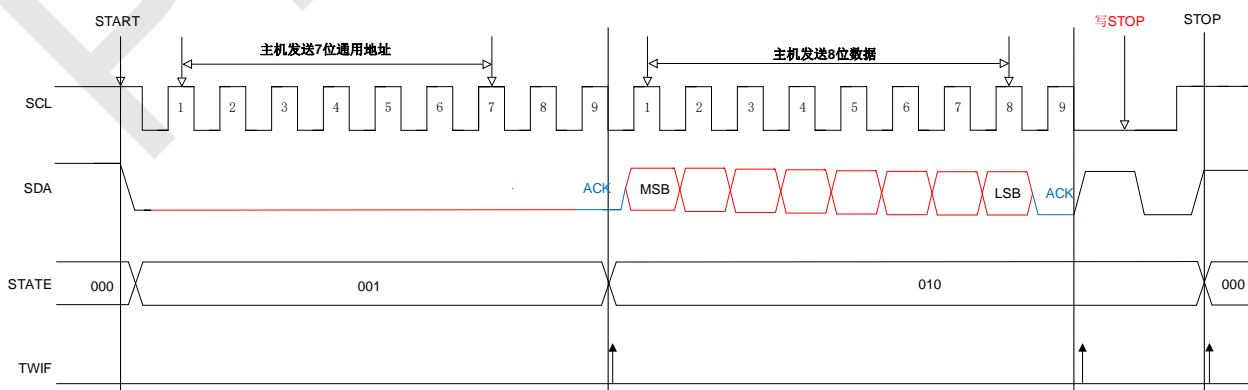 START 写STOP STOP
主机发送7位通用地址 主机发送8位数据
SCL 1 2 3 4 5 6 7 8 9 1 2 3 4 5 6 7 8 9
SDA ACK MSB LSB ACK
STATE 000 001 010 000
TWIF